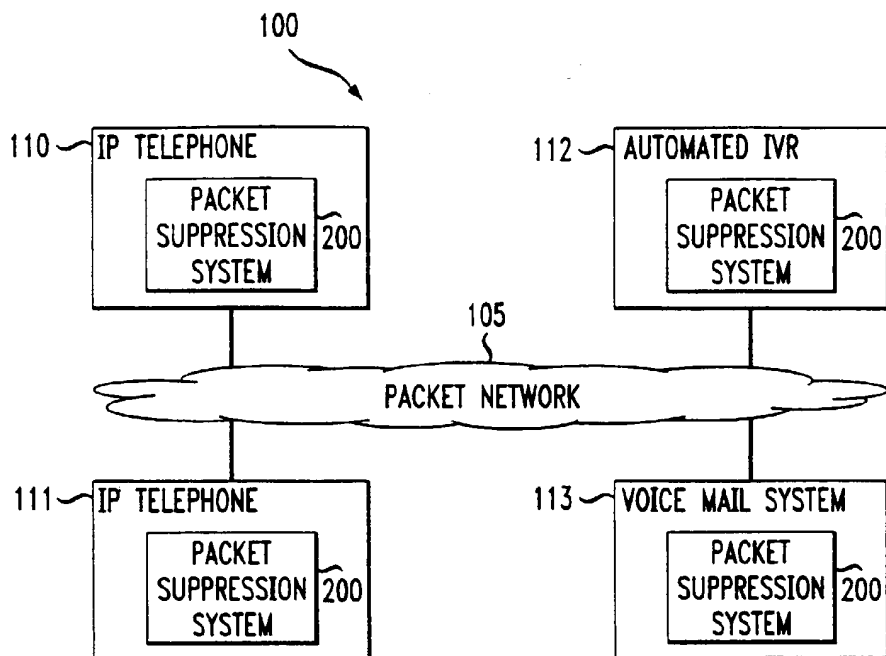 100
110 IP TELEPHONE
PACKET
SUPPRESSION
SYSTEM
200
112 AUTOMATED IVR
PACKET
SUPPRESSION
SYSTEM
200
105
PACKET NETWORK
111 IP TELEPHONE
PACKET
SUPPRESSION
SYSTEM
200
113 VOICE MAIL SYSTEM
PACKET
SUPPRESSION
SYSTEM
200